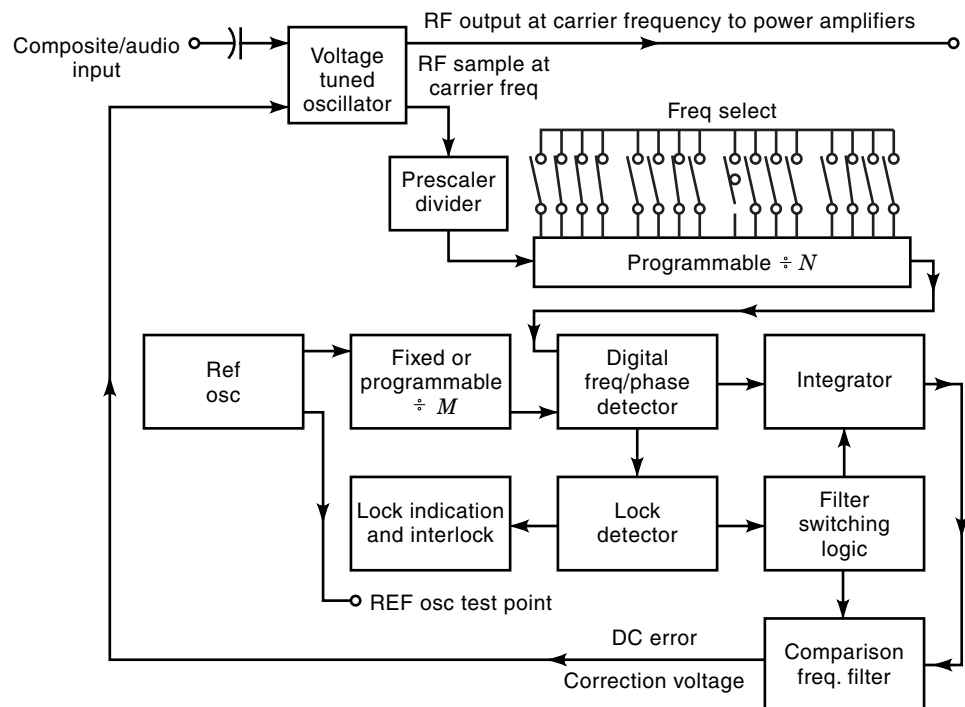 RF output at carrier frequency to power amplifiers
Composite/audio
input
Voltage
tuned
oscillator
RF sample at
carrier freq
Freq select
Prescaler
divider
Programmable ÷ N
Ref
osc
Fixed or
programmable
÷ M
Digital
freq/phase
detector
Integrator
Lock indication
and interlock
Lock
detector
Filter
switching
logic
REF osc test point
DC error
Correction voltage
Comparison
freq. filter